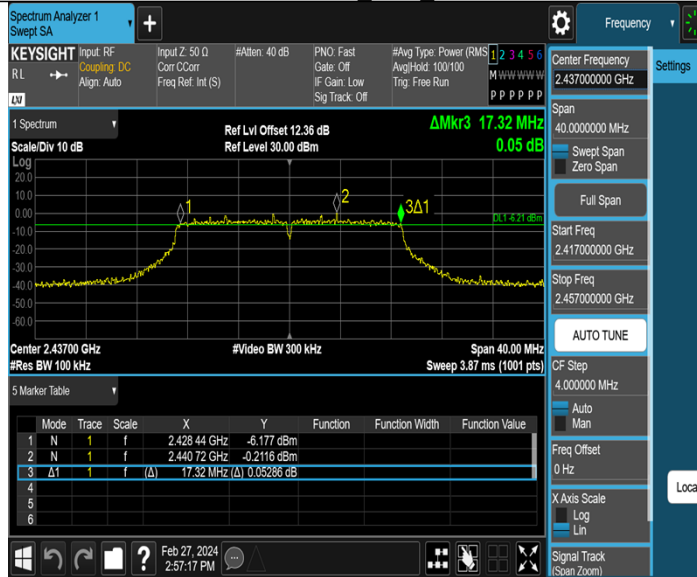 Spectrum Analyzer 1
Swept SA
+
Frequency
KEYSIGHT
RL
LXI
Input: RF
Coupling: DC
Align: Auto
Input Z: 50 Ω
Corr CCorr
Freq Ref: Int (S)
#Atten: 40 dB
PNO: Fast
Gate: Off
IF Gain: Low
Sig Track: Off
#Avg Type: Power (RMS
Avg|Hold: 100/100
Trig: Free Run
1 2 3 4 5 6
M W W W W W
P P P P P P
1 Spectrum
Scale/Div 10 dB
Ref Lvl Offset 12.36 dB
Ref Level 30.00 dBm
ΔMkr3 17.32 MHz
0.05 dB
Log
20.0
10.0
0.00
-10.0
-20.0
-30.0
-40.0
-50.0
-60.0
1
2
3Δ1
DL1 -6.21 dBm
Center 2.43700 GHz
#Video BW 300 kHz
Span 40.00 MHz
#Res BW 100 kHz
Sweep 3.87 ms (1001 pts)
5 Marker Table
Mode Trace Scale X Y Function Function Width Function Value
1 N 1 f 2.428 44 GHz -6.177 dBm
2 N 1 f 2.440 72 GHz -0.2116 dBm
3 Δ1 1 f (Δ) 17.32 MHz (Δ) 0.05286 dB
4
5
6
?
Feb 27, 2024
2:57:17 PM
Center Frequency
2.437000000 GHz
Span
40.0000000 MHz
Swept Span
Zero Span
Full Span
Start Freq
2.417000000 GHz
Stop Freq
2.457000000 GHz
AUTO TUNE
CF Step
4.000000 MHz
Auto
Man
Freq Offset
0 Hz
X Axis Scale
Log
Lin
Signal Track
(Span Zoom)
Settings
Loca